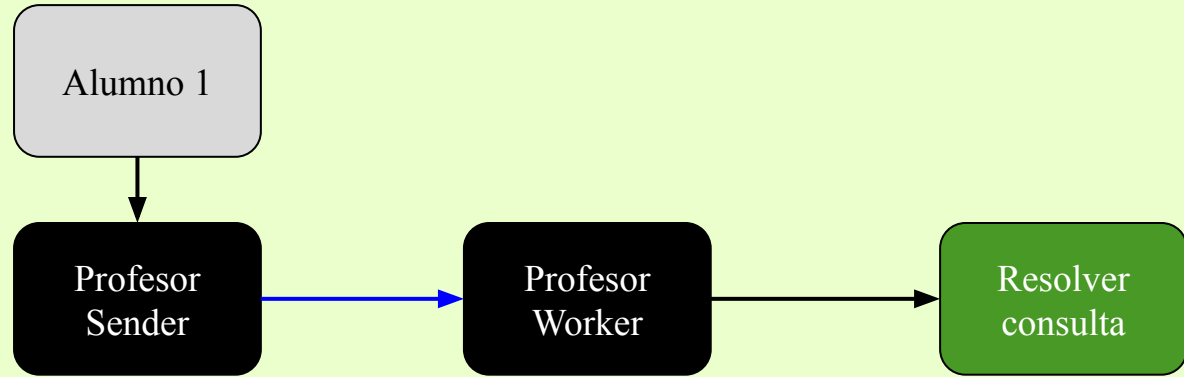 Alumno 1
Profesor
Sender
Profesor
Worker
Resolver
consulta